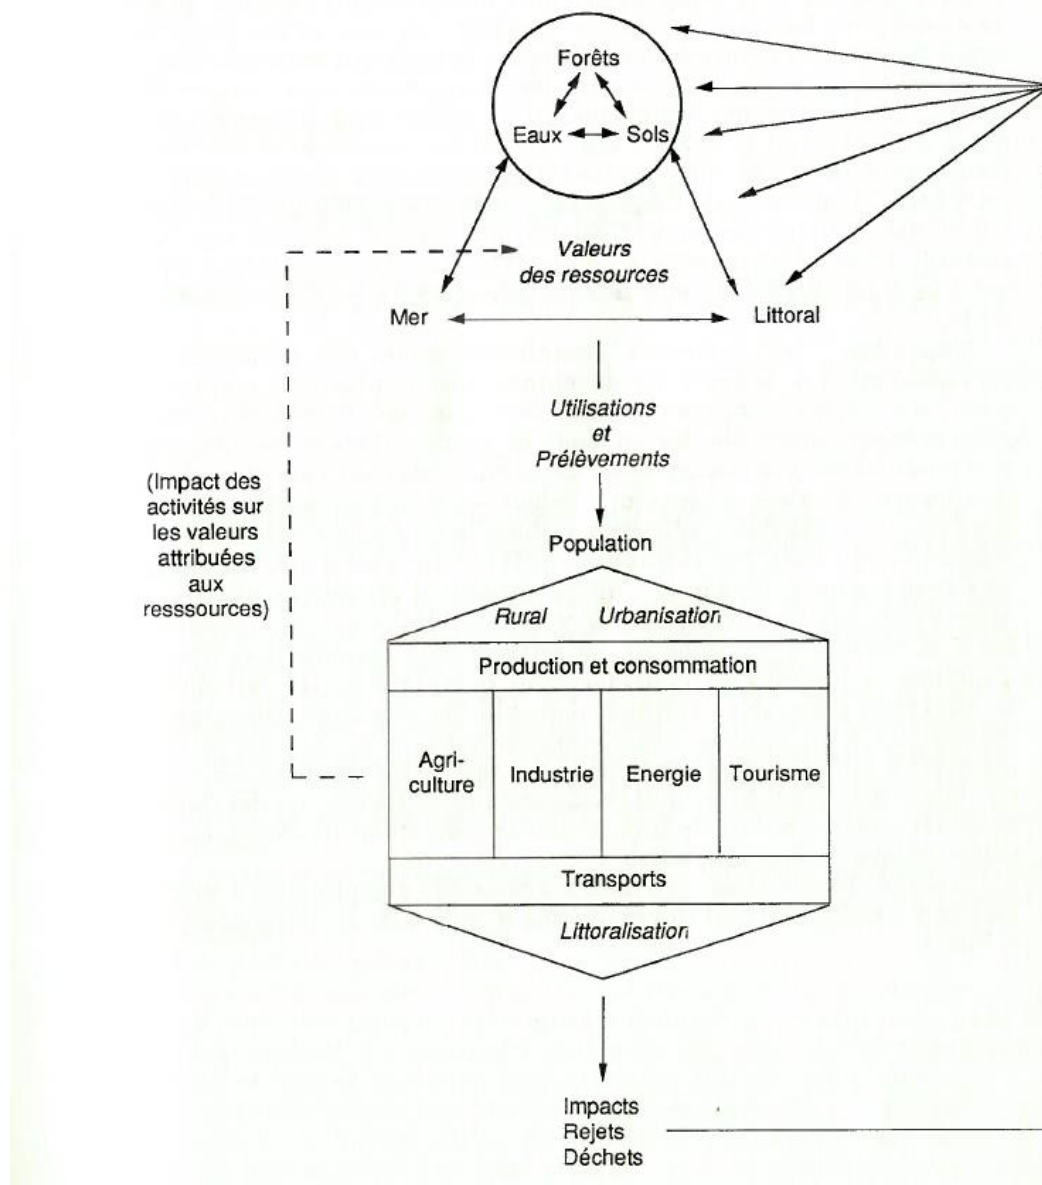 Forêts
Eaux Sols
Valeurs
des ressources
Mer Littoral
Utilisations
et
Prélèvements
(Impact des
activités sur
les valeurs
attribuées
aux
resssources)
Population
Rural Urbanisation
Production et consommation
Agri-
culture Industrie Energie Tourisme
Transports
Littoralisation
Impacts
Rejets
Déchets